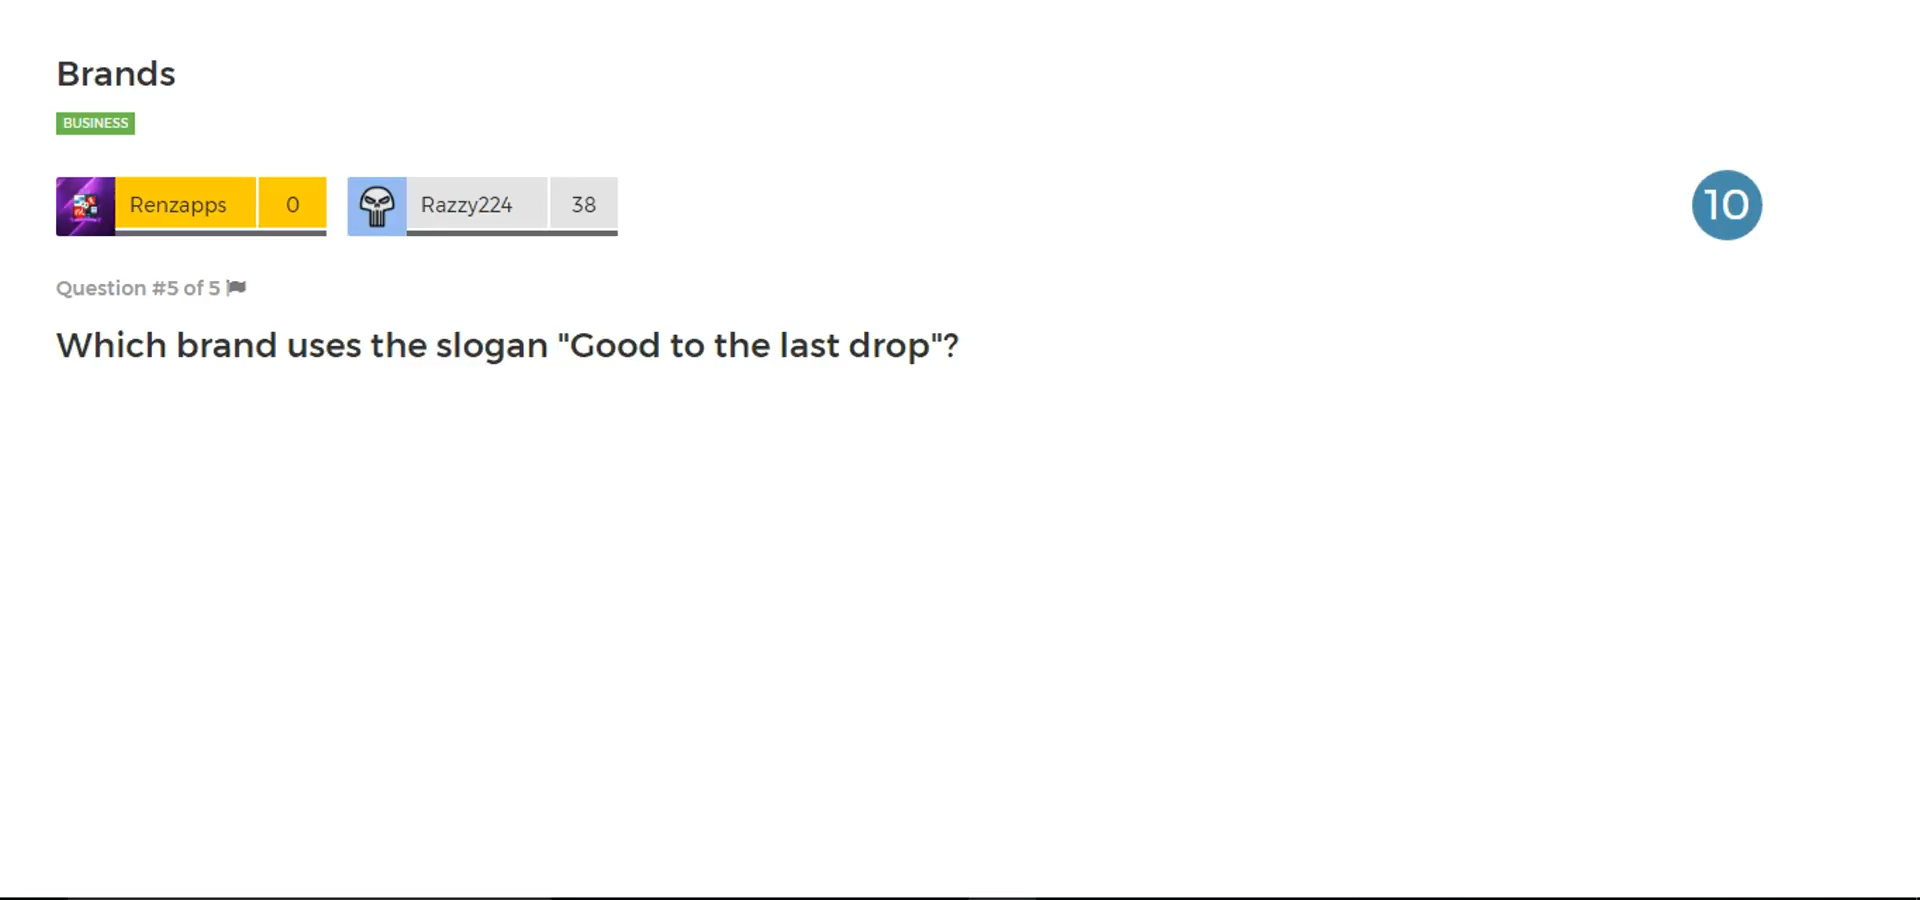 Brands
BUSINESS
Renzapps 0 Razzy224 38 10
Question #5 of 5
Which brand uses the slogan "Good to the last drop"?